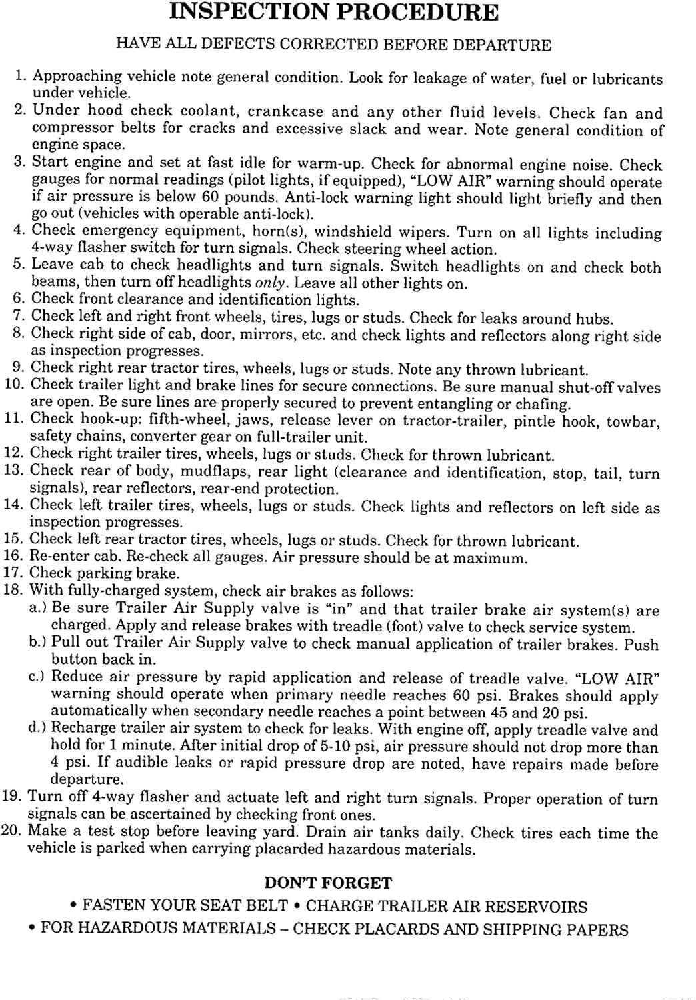 INSPECTION PROCEDURE
HAVE ALL DEFECTS CORRECTED BEFORE DEPARTURE
1. Approaching vehicle note general condition. Look for leakage of water, fuel or lubricants
under vehicle.
2. Under hood check coolant, crankcase and any other fluid levels. Check fan and
compressor belts for cracks and excessive slack and wear. Note general condition of
engine space.
3. Start engine and set at fast idle for warm-up. Check for abnormal engine noise. Check
gauges for normal readings (pilot lights, if equipped), “LOW AIR” warning should operate
if air pressure is below 60 pounds. Anti-lock warning light should light briefly and then
go out (vehicles with operable anti-lock).
4. Check emergency equipment, horn(s), windshield wipers. Turn on all lights including
4-way flasher switch for turn signals. Check steering wheel action.
5. Leave cab to check headlights and turn signals. Switch headlights on and check both
beams, then turn off headlights only. Leave all other lights on.
6. Check front clearance and identification lights.
7. Check left and right front wheels, tires, lugs or studs. Check for leaks around hubs.
8. Check right side of cab, door, mirrors, etc. and check lights and reflectors along right side
as inspection progresses.
9. Check right rear tractor tires, wheels, lugs or studs. Note any thrown lubricant.
10. Check trailer light and brake lines for secure connections. Be sure manual shut-off valves
are open. Be sure lines are properly secured to prevent entangling or chafing.
11. Check hook-up: fifth-wheel, jaws, release lever on tractor-trailer, pintle hook, towbar,
safety chains, converter gear on full-trailer unit.
12. Check right trailer tires, wheels, lugs or studs. Check for thrown lubricant.
13. Check rear of body, mudflaps, rear light (clearance and identification, stop, tail, turn
signals), rear reflectors, rear-end protection.
14. Check left trailer tires, wheels, lugs or studs. Check lights and reflectors on left side as
inspection progresses.
15. Check left rear tractor tires, wheels, lugs or studs. Check for thrown lubricant.
16. Re-enter cab. Re-check all gauges. Air pressure should be at maximum.
17. Check parking brake.
18. With fully-charged system, check air brakes as follows:
a.) Be sure Trailer Air Supply valve is “in” and that trailer brake air system(s) are
charged. Apply and release brakes with treadle (foot) valve to check service system.
b.) Pull out Trailer Air Supply valve to check manual application of trailer brakes. Push
button back in.
c.) Reduce air pressure by rapid application and release of treadle valve. “LOW AIR”
warning should operate when primary needle reaches 60 psi. Brakes should apply
automatically when secondary needle reaches a point between 45 and 20 psi.
d.) Recharge trailer air system to check for leaks. With engine off, apply treadle valve and
hold for 1 minute. After initial drop of 5-10 psi, air pressure should not drop more than
4 psi. If audible leaks or rapid pressure drop are noted, have repairs made before
departure.
19. Turn off 4-way flasher and actuate left and right turn signals. Proper operation of turn
signals can be ascertained by checking front ones.
20. Make a test stop before leaving yard. Drain air tanks daily. Check tires each time the
vehicle is parked when carrying placarded hazardous materials.
DON'T FORGET
• FASTEN YOUR SEAT BELT • CHARGE TRAILER AIR RESERVOIRS
• FOR HAZARDOUS MATERIALS – CHECK PLACARDS AND SHIPPING PAPERS